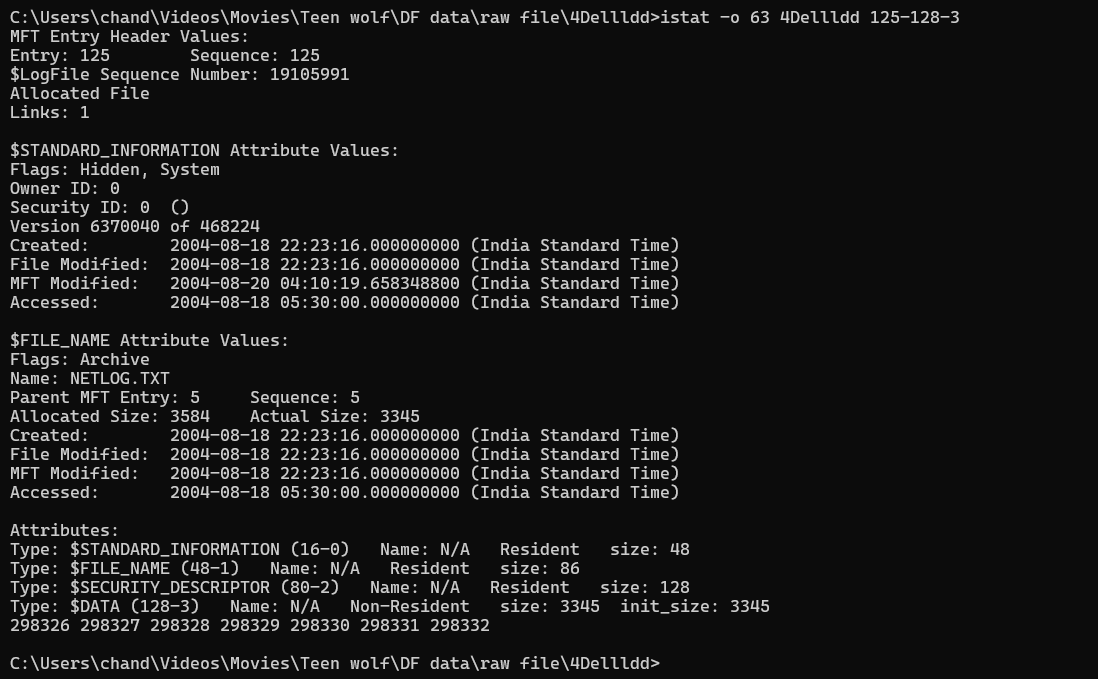 C:\Users\chand\Videos\Movies\Teen wolf\DF data\raw file\4Dellldd>istat -o 63 4Dellldd 125-128-3
MFT Entry Header Values:
Entry: 125        Sequence: 125
$LogFile Sequence Number: 19105991
Allocated File
Links: 1

$STANDARD_INFORMATION Attribute Values:
Flags: Hidden, System
Owner ID: 0
Security ID: 0  ()
Version 6370040 of 468224
Created:        2004-08-18 22:23:16.000000000 (India Standard Time)
File Modified:  2004-08-18 22:23:16.000000000 (India Standard Time)
MFT Modified:   2004-08-20 04:10:19.658348800 (India Standard Time)
Accessed:       2004-08-18 05:30:00.000000000 (India Standard Time)

$FILE_NAME Attribute Values:
Flags: Archive
Name: NETLOG.TXT
Parent MFT Entry: 5     Sequence: 5
Allocated Size: 3584    Actual Size: 3345
Created:        2004-08-18 22:23:16.000000000 (India Standard Time)
File Modified:  2004-08-18 22:23:16.000000000 (India Standard Time)
MFT Modified:   2004-08-18 22:23:16.000000000 (India Standard Time)
Accessed:       2004-08-18 05:30:00.000000000 (India Standard Time)

Attributes:
Type: $STANDARD_INFORMATION (16-0)   Name: N/A   Resident   size: 48
Type: $FILE_NAME (48-1)   Name: N/A   Resident   size: 86
Type: $SECURITY_DESCRIPTOR (80-2)   Name: N/A   Resident   size: 128
Type: $DATA (128-3)   Name: N/A   Non-Resident   size: 3345  init_size: 3345
298326 298327 298328 298329 298330 298331 298332

C:\Users\chand\Videos\Movies\Teen wolf\DF data\raw file\4Dellldd>